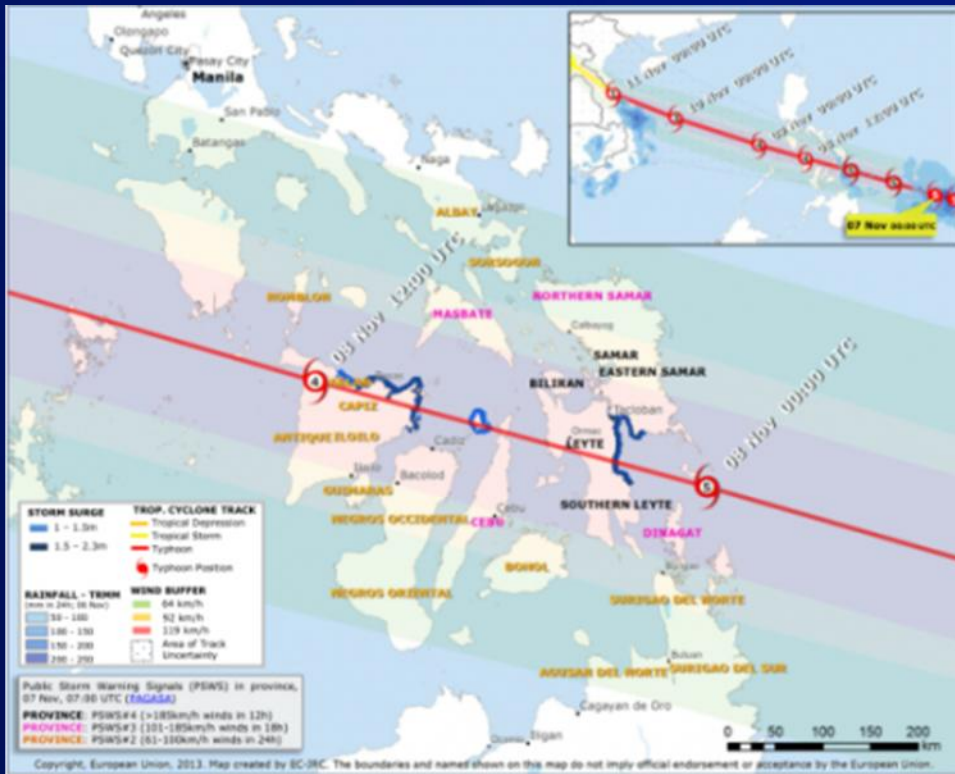 Angeles
Olongapo
Quezon City
Pasay City
Manila
San Pablo
Batangas
Naga
ALBAY
Legazpi
SORSOGON
ROMBLON
08 Nov 12:00 UTC
MASBATE
NORTHERN SAMAR
Calbayog
SAMAR
EASTERN SAMAR
BILIRAN
08 Nov 00:00 UTC
4
CAPIZ
Tacloban
Ormoc
LEYTE
ANTIQUE
ILOILO
Cadiz
Iloilo
Bacolod
GUIMARAS
5
SOUTHERN LEYTE
NEGROS OCCIDENTAL
CEBU
Cebu
DINAGAT
BOHOL
Surigao
NEGROS ORIENTAL
SURIGAO DEL NORTE
Butuan
AGUSAN DEL NORTE
SURIGAO DEL SUR
Cagayan de Oro
Iligan
07 Nov 00:00 UTC
STORM SURGE
1 - 1.5m
1.5 - 2.3m
TROP. CYCLONE TRACK
Tropical Depression
Tropical Storm
Typhoon
Typhoon Position
RAINFALL - TRMM
(mm in 24h; 06 Nov)
50 - 100
100 - 150
150 - 200
200 - 250
WIND BUFFER
64 km/h
92 km/h
119 km/h
Area of Track
Uncertainty
Public Storm Warning Signals (PSWS) in province,
07 Nov, 07:00 UTC (PAGASA)
PROVINCE: PSWS#4 (>185km/h winds in 12h)
PROVINCE: PSWS#3 (101-185km/h winds in 18h)
PROVINCE: PSWS#2 (61-100km/h winds in 24h)
0 50 100 150 200
km
Copyright, European Union, 2013. Map created by EC-JRC. The boundaries and names shown on this map do not imply official endorsement or acceptance by the European Union.